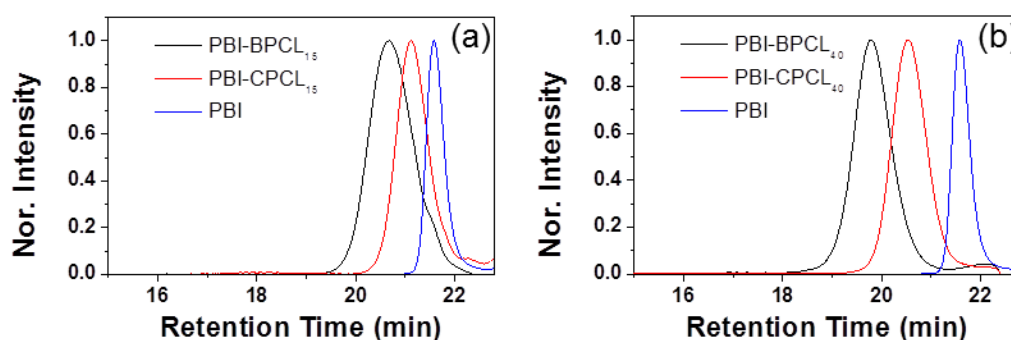 (a)
PBI-BPCL15
PBI-CPCL15
PBI
Nor. Intensity
1.0
0.8
0.6
0.4
0.2
0.0
16
18
20
22
Retention Time (min)
(b)
PBI-BPCL40
PBI-CPCL40
PBI
Nor. Intensity
1.0
0.8
0.6
0.4
0.2
0.0
16
18
20
22
Retention Time (min)